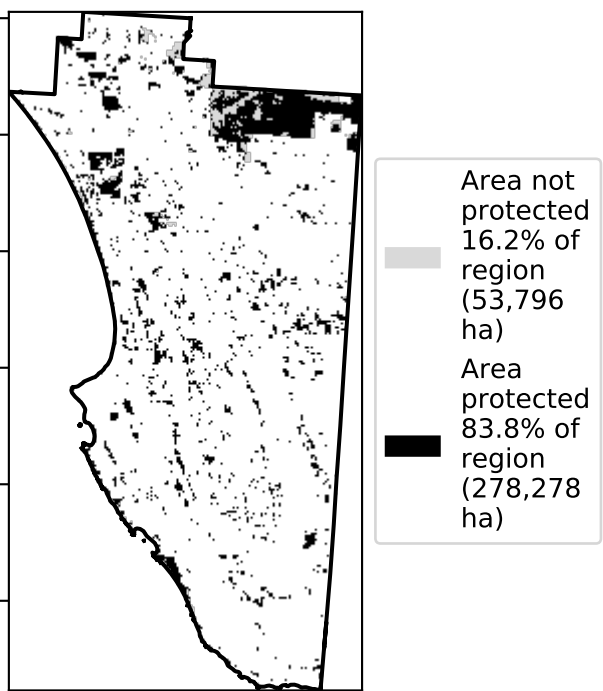 Area not
protected
16.2% of
region
(53,796
ha)
Area
protected
83.8% of
region
(278,278
ha)